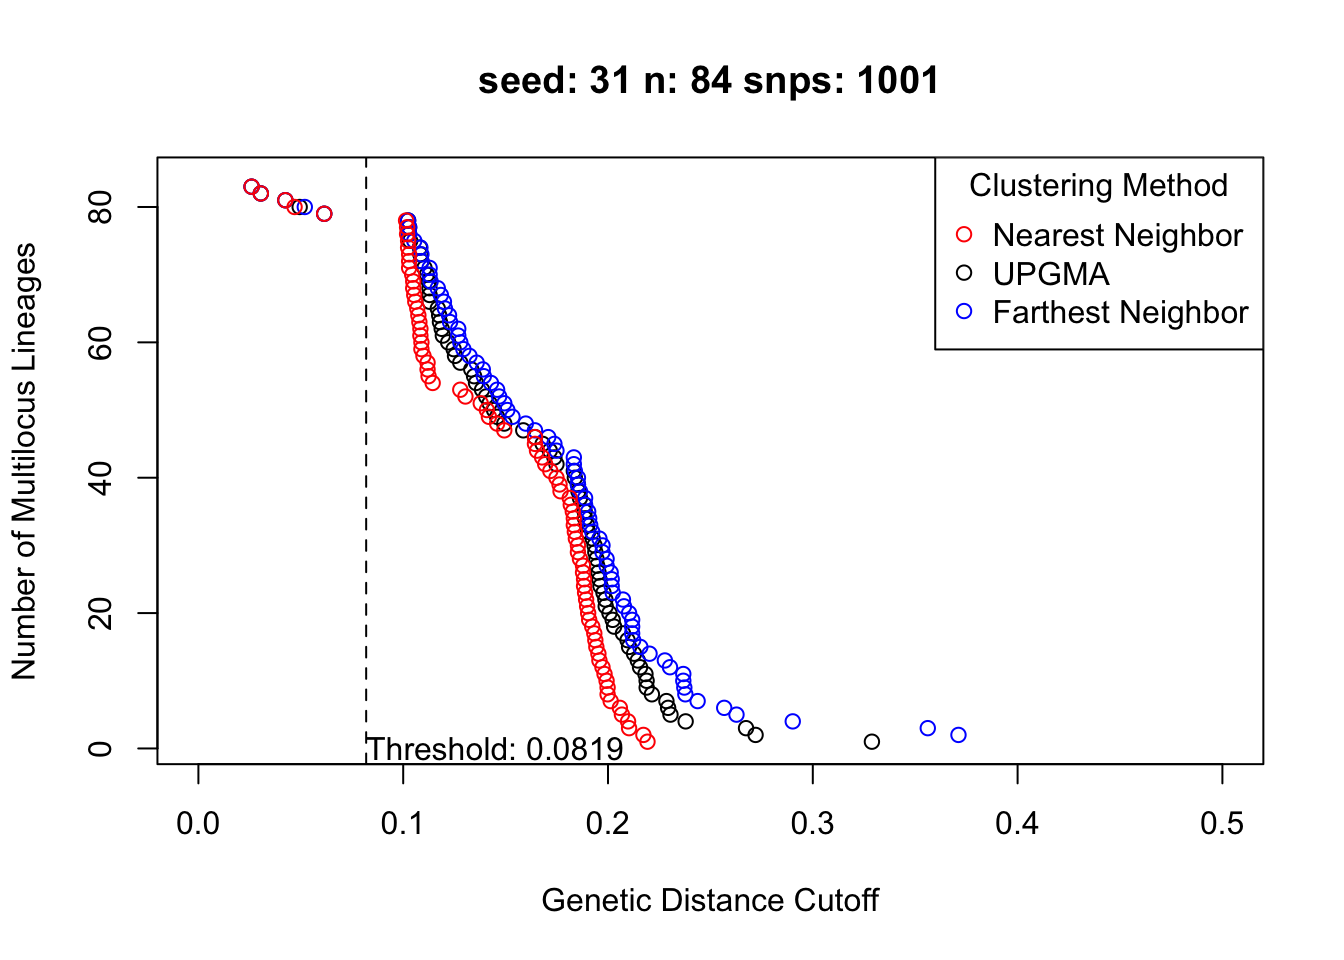 seed: 31 n: 84 snps: 1001
Clustering Method
Nearest Neighbor
UPGMA
Farthest Neighbor
Number of Multilocus Lineages
80
60
40
20
0
Threshold: 0.0819
0.0 0.1 0.2 0.3 0.4 0.5
Genetic Distance Cutoff